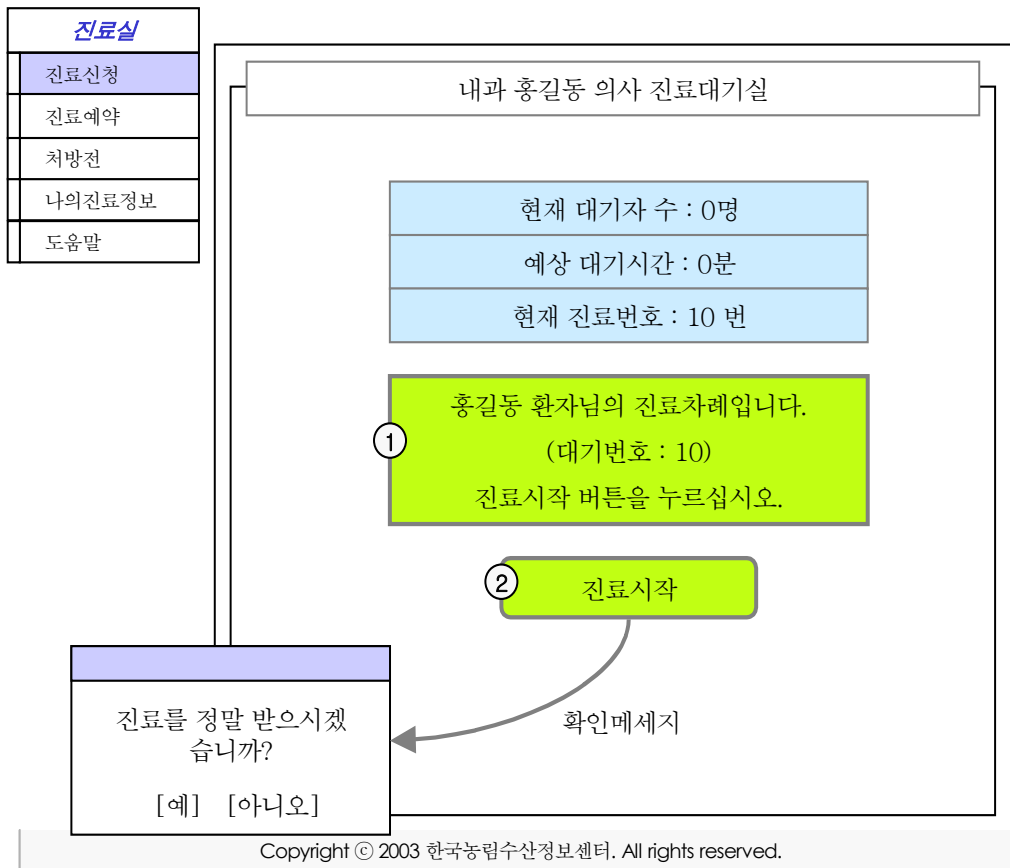 진료실
진료신청
진료예약
처방전
나의진료정보
도움말
내과 홍길동 의사 진료대기실
현재 대기자 수 : 0명
예상 대기시간 : 0분
현재 진료번호 : 10 번
1
홍길동 환자님의 진료차례입니다.
(대기번호 : 10)
진료시작 버튼을 누르십시오.
2
진료시작
확인메세지
진료를 정말 받으시겠
습니까?
[예] [아니오]
Copyright ⓒ 2003 한국농림수산정보센터. All rights reserved.